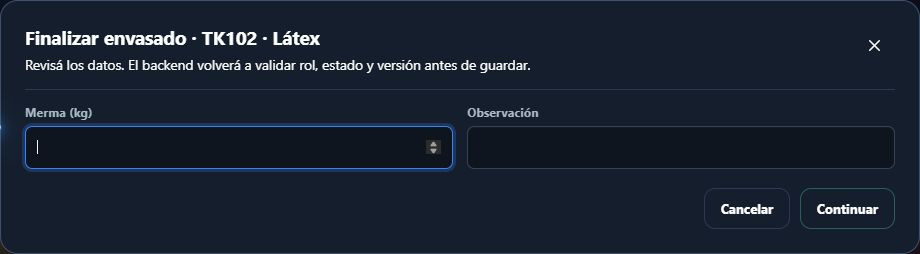 Finalizar envasado · TK102 · Látex
Revisá los datos. El backend volverá a validar rol, estado y versión antes de guardar.
Merma (kg)
Observación
Cancelar
Continuar